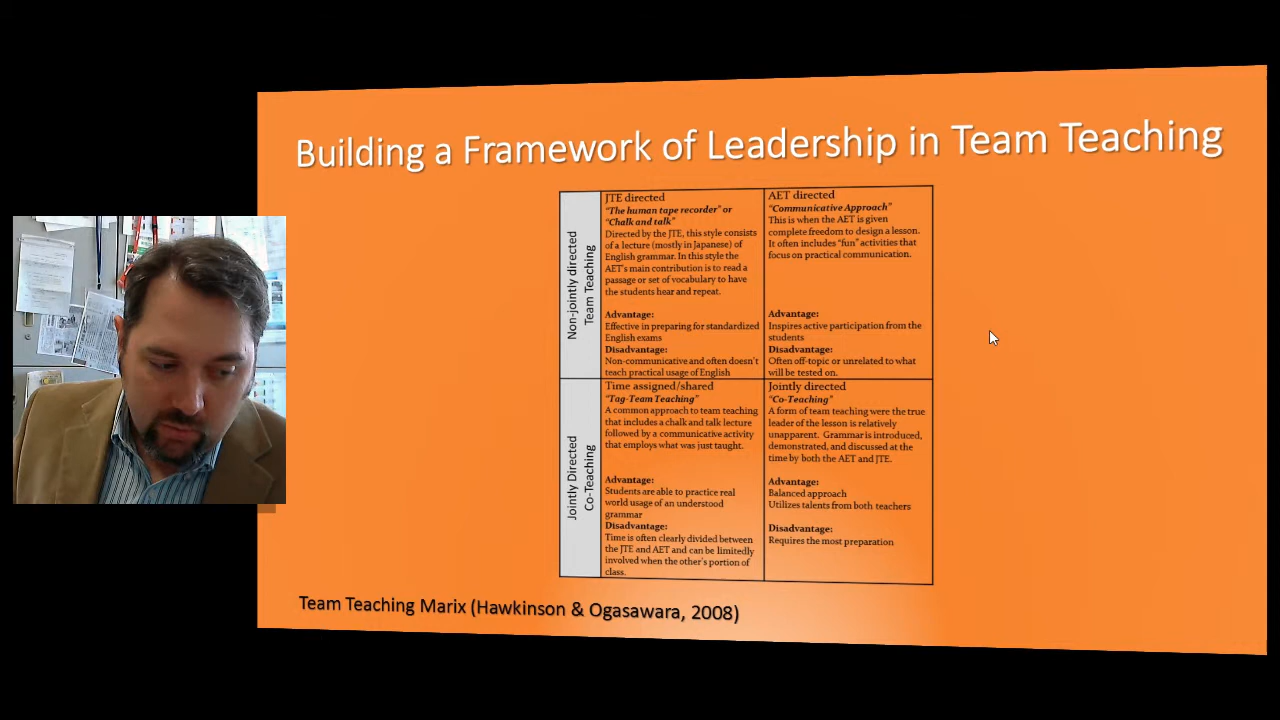 Building a Framework of Leadership in Team Teaching
Non-jointly directed
Team Teaching
JTE directed
"The human tape recorder" or
"Chalk and talk"
Directed by the JTE, this style consists
of a lecture (mostly in Japanese) of
English grammar. In this style the
AET's main contribution is to read a
passage or set of vocabulary to have
the students hear and repeat.
Advantage:
Effective in preparing for standardized
English exams
Disadvantage:
Non-communicative and often doesn't
teach practical usage of English
AET directed
"Communicative Approach"
This is when the AET is given
complete freedom to design a lesson.
It often includes "fun" activities that
focus on practical communication.
Advantage:
Inspires active participation from the
students
Disadvantage:
Often off-topic or unrelated to what
will be tested on.
Jointly Directed
Co-Teaching
Time assigned/shared
"Tag-Team Teaching"
A common approach to team teaching
that includes a chalk and talk lecture
followed by a communicative activity
that employs what was just taught.
Advantage:
Students are able to practice real
world usage of an understood
grammar
Disadvantage:
Time is often clearly divided between
the JTE and AET and can be limitedly
involved when the other's portion of
class.
Jointly directed
"Co-Teaching"
A form of team teaching were the true
leader of the lesson is relatively
unapparent. Grammar is introduced,
demonstrated, and discussed at the
time by both the AET and JTE.
Advantage:
Balanced approach
Utilizes talents from both teachers
Disadvantage:
Requires the most preparation
Team Teaching Marix (Hawkinson & Ogasawara, 2008)